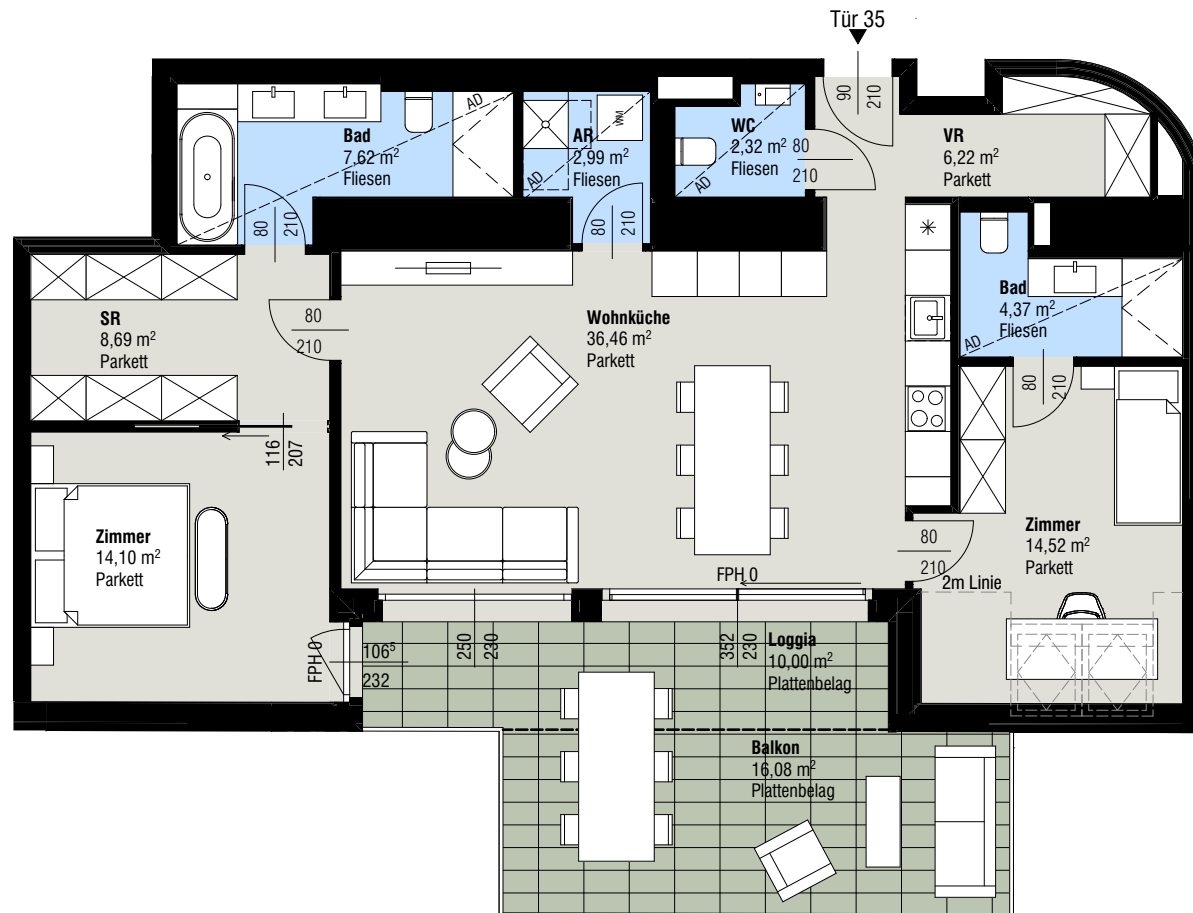 Tür 35
90
210
AD
Bad
7,62 m²
Fliesen
80
210
AR
2,99 m²
Fliesen
WM
AD
80
210
WC
2,32 m²
Fliesen
AD
80
210
VR
6,22 m²
Parkett
SR
8,69 m²
Parkett
80
210
Wohnküche
36,46 m²
Parkett
Bad
4,37 m²
Fliesen
AD
80
210
116
207
Zimmer
14,10 m²
Parkett
Zimmer
14,52 m²
Parkett
80
210
2m Linie
FPH 0
FPH 0
106⁵
232
250
230
352
230
Loggia
10,00 m²
Plattenbelag
Balkon
16,08 m²
Plattenbelag